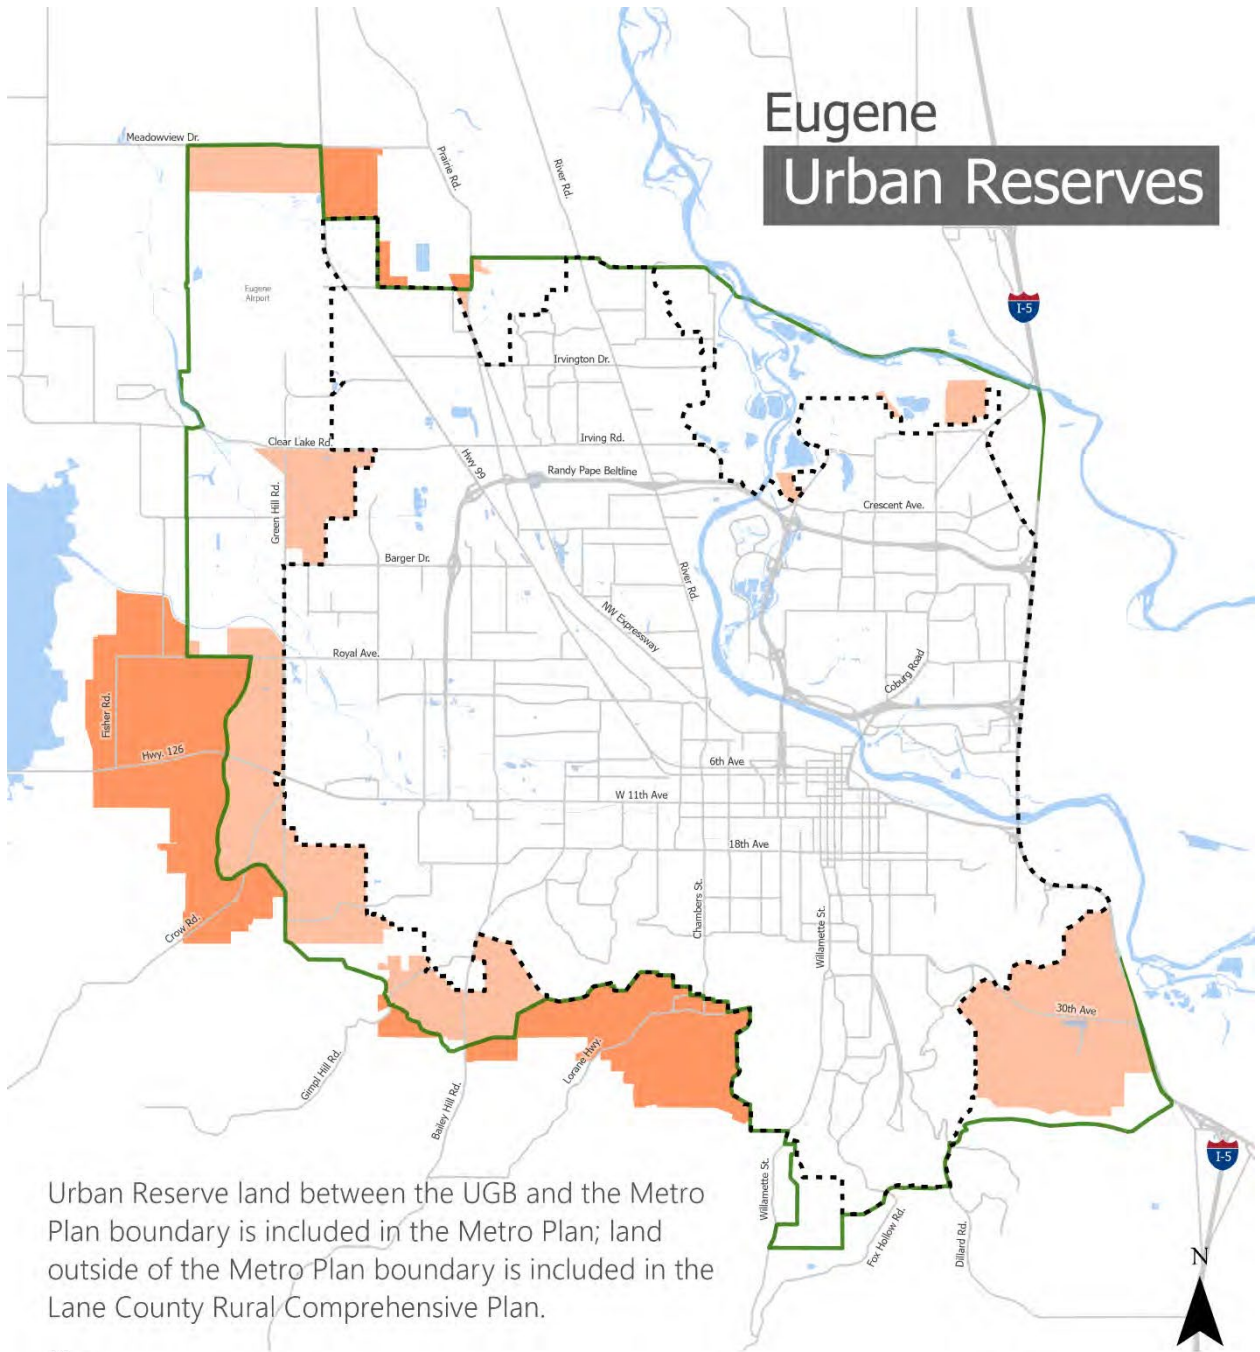 Eugene
Urban Reserves
Meadowview Dr.
Prairie Rd.
River Rd.
I-5
Eugene
Airport
Irvington Dr.
Clear Lake Rd.
Irving Rd.
Hwy 99
Randy Pape Beltline
Green Hill Rd.
Crescent Ave.
Barger Dr.
River Rd.
NW Expressway
Royal Ave.
Coburg Road
Fisher Rd.
Hwy. 126
6th Ave
W 11th Ave
18th Ave
Chambers St.
Willamette St.
Crow Rd.
30th Ave
Gimpl Hill Rd.
Bailey Hill Rd.
Lorane Hwy.
I-5
Willamette St.
Fox Hollow Rd.
Dillard Rd.
Urban Reserve land between the UGB and the Metro
Plan boundary is included in the Metro Plan; land
outside of the Metro Plan boundary is included in the
Lane County Rural Comprehensive Plan.
N